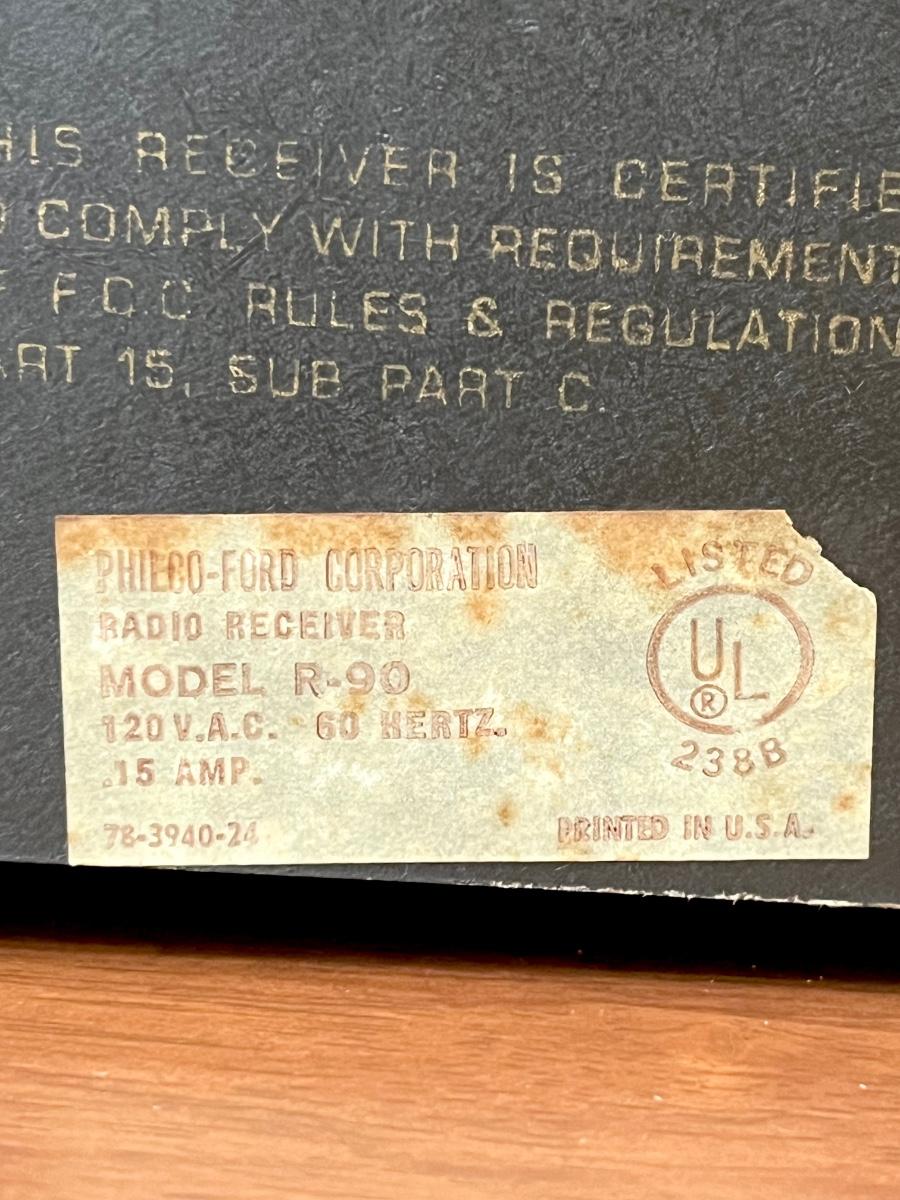 HIS RECEIVER IS CERTIFIE
O COMPLY WITH REQUIREMENT
F F.C.C RULES & REGULATION
ART 15, SUB PART C.
PHILCO-FORD CORPORATION
RADIO RECEIVER
MODEL R-90
120 V.A.C. 60 HERTZ.
.15 AMP.
78-3940-24
LISTED
UL
®
238B
PRINTED IN U.S.A.